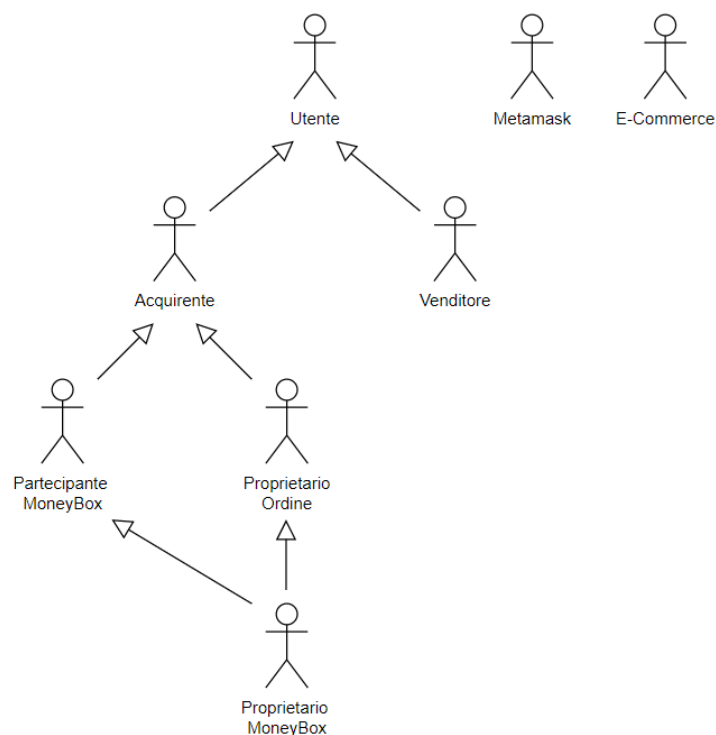 Utente
Metamask
E-Commerce
Acquirente
Venditore
Partecipante
MoneyBox
Proprietario
Ordine
Proprietario
MoneyBox